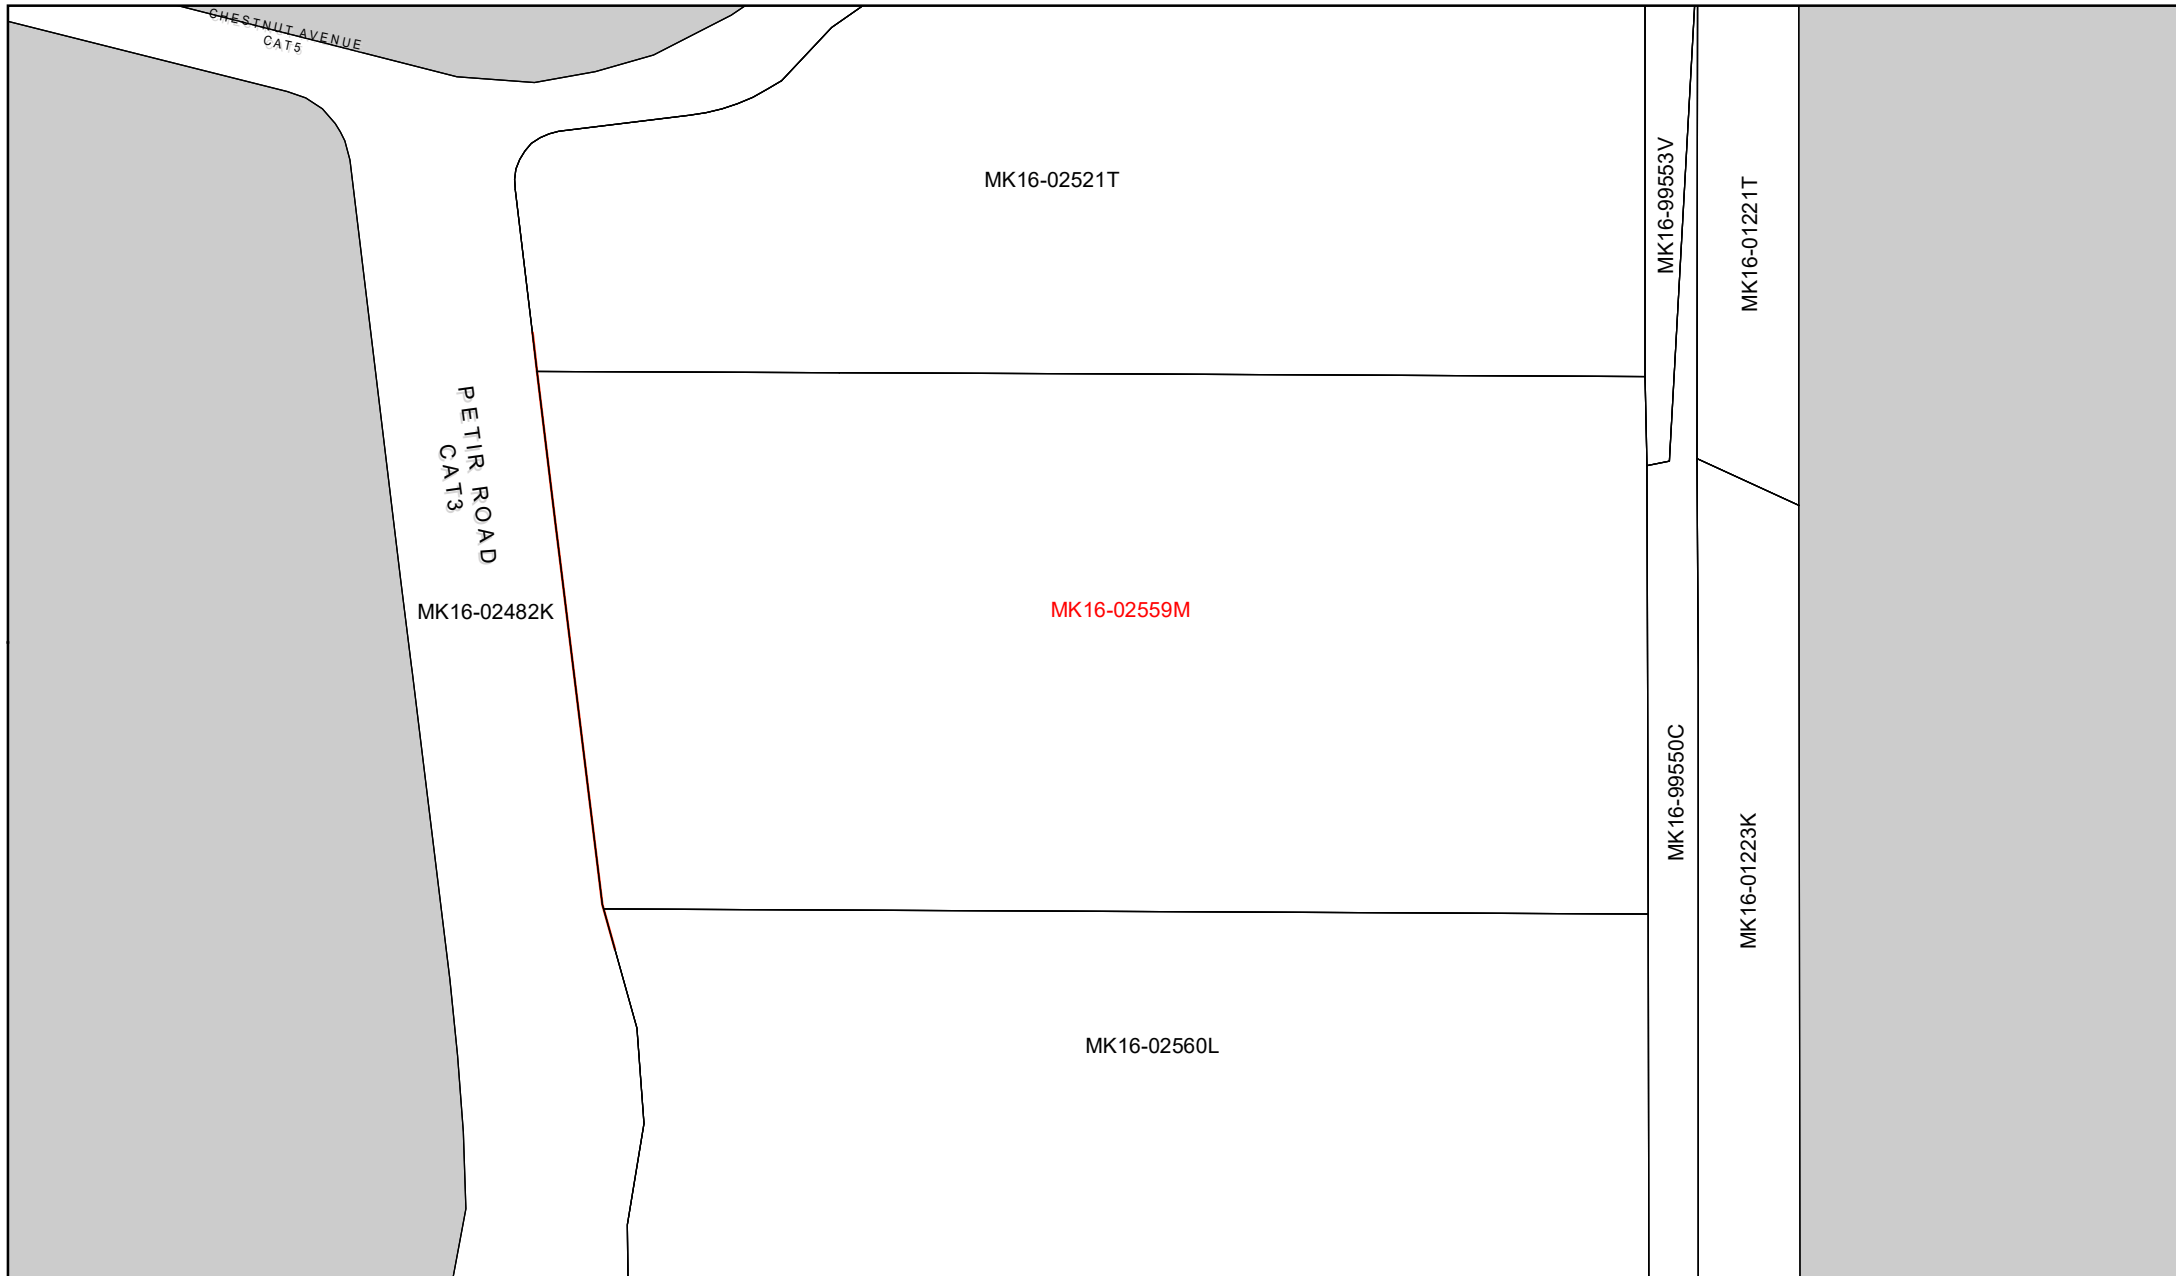 CHESTNUT AVENUE
CAT5
MK16-02521T
MK16-99553V
MK16-01221T
PETIR ROAD
CAT3
MK16-02482K
MK16-02559M
MK16-99550C
MK16-01223K
MK16-02560L